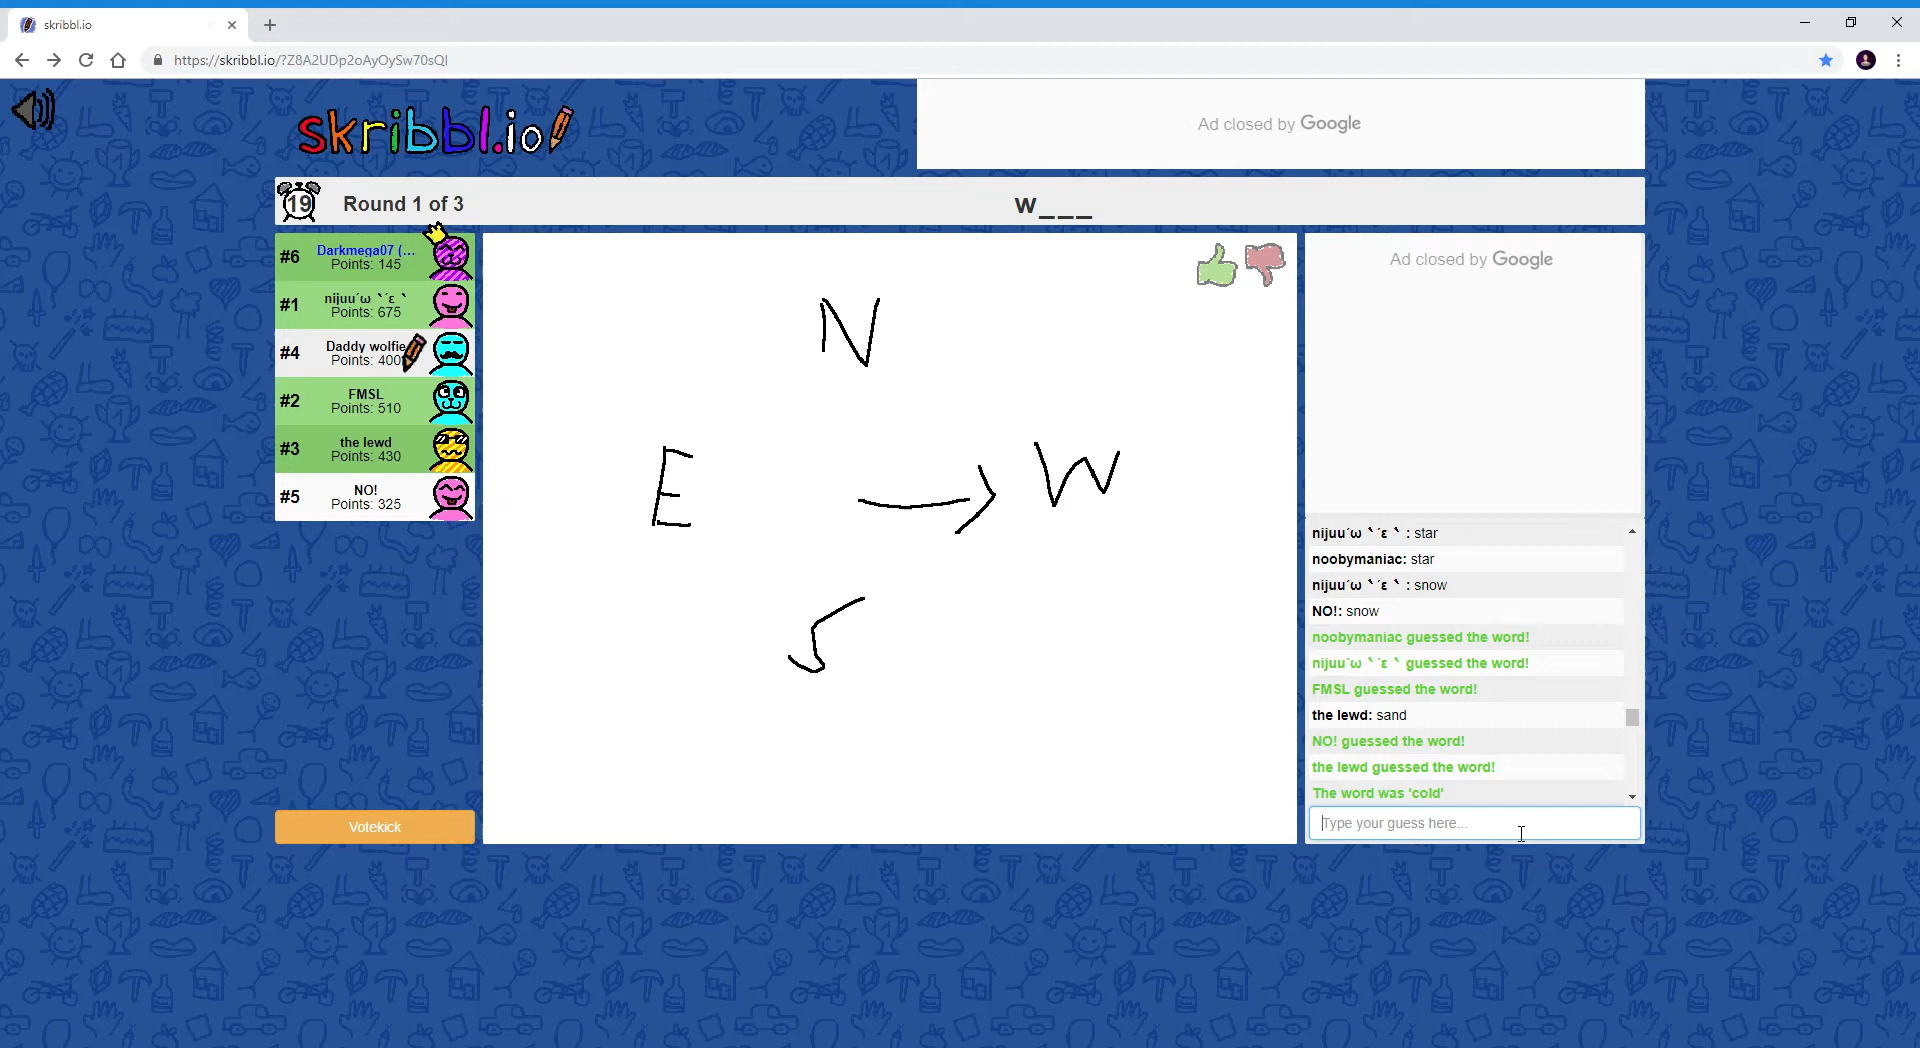 skribbl.io
https://skribbl.io/?Z8A2UDp2oAyOySw70sQI
skribbl.io
Ad closed by Google
19
Round 1 of 3
w___
#6
Darkmega07 (...
Points: 145
#1
nijuu´ω `´ε `
Points: 675
#4
Daddy wolfie
Points: 400
#2
FMSL
Points: 510
#3
the lewd
Points: 430
#5
NO!
Points: 325
Votekick
N
E
W
S
Ad closed by Google
nijuu´ω `´ε ` : star
noobymaniac: star
nijuu´ω `´ε ` : snow
NO!: snow
noobymaniac guessed the word!
nijuu´ω `´ε ` guessed the word!
FMSL guessed the word!
the lewd: sand
NO! guessed the word!
the lewd guessed the word!
The word was 'cold'
Type your guess here...